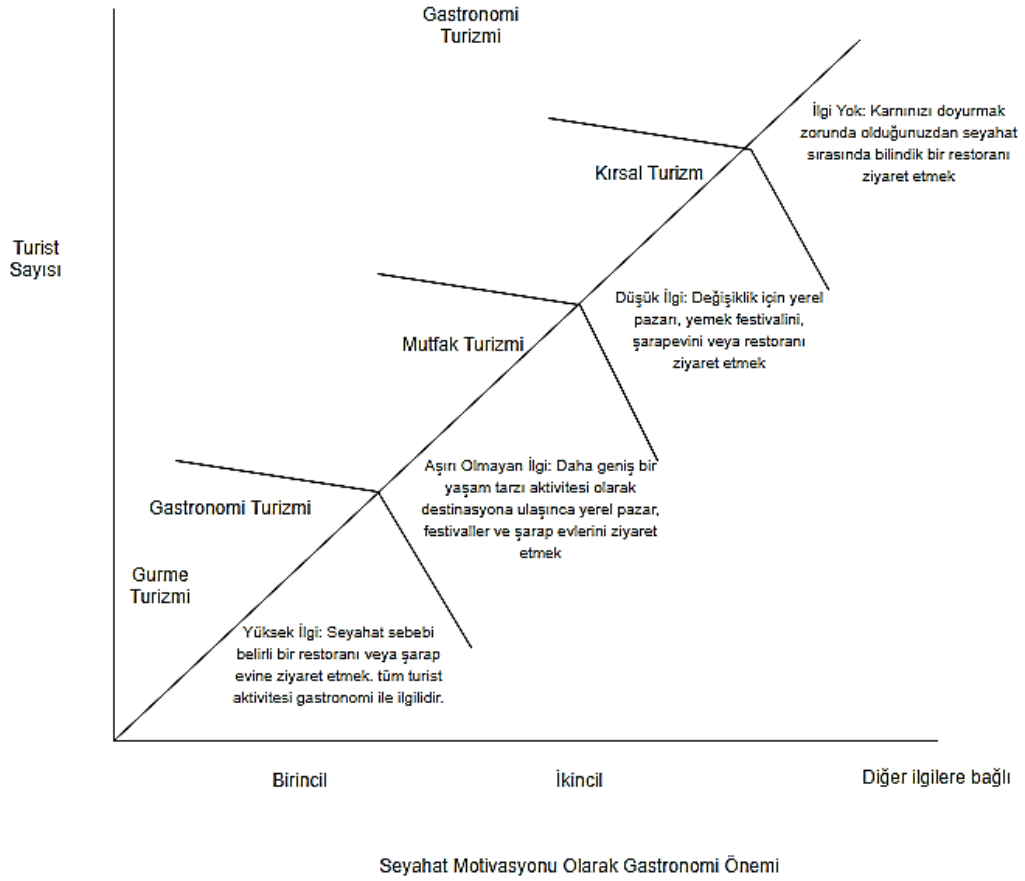 Gastronomi
Turizmi
İlgi Yok: Karnınızı doyurmak
zorunda olduğunuzdan seyahat
sırasında bilindik bir restoranı
ziyaret etmek
Kırsal Turizm
Turist
Sayısı
Düşük İlgi: Değişiklik için yerel
pazarı, yemek festivalini,
şarapevini veya restoranı
ziyaret etmek
Mutfak Turizmi
Aşırı Olmayan İlgi: Daha geniş bir
yaşam tarzı aktivitesi olarak
destinasyona ulaşınca yerel pazar,
festivaller ve şarap evlerini ziyaret
etmek
Gastronomi Turizmi
Gurme
Turizmi
Yüksek İlgi: Seyahat sebebi
belirli bir restoranı veya şarap
evine ziyaret etmek. tüm turist
aktivitesi gastronomi ile ilgilidir.
Birincil
İkincil
Diğer ilgilere bağlı
Seyahat Motivasyonu Olarak Gastronomi Önemi